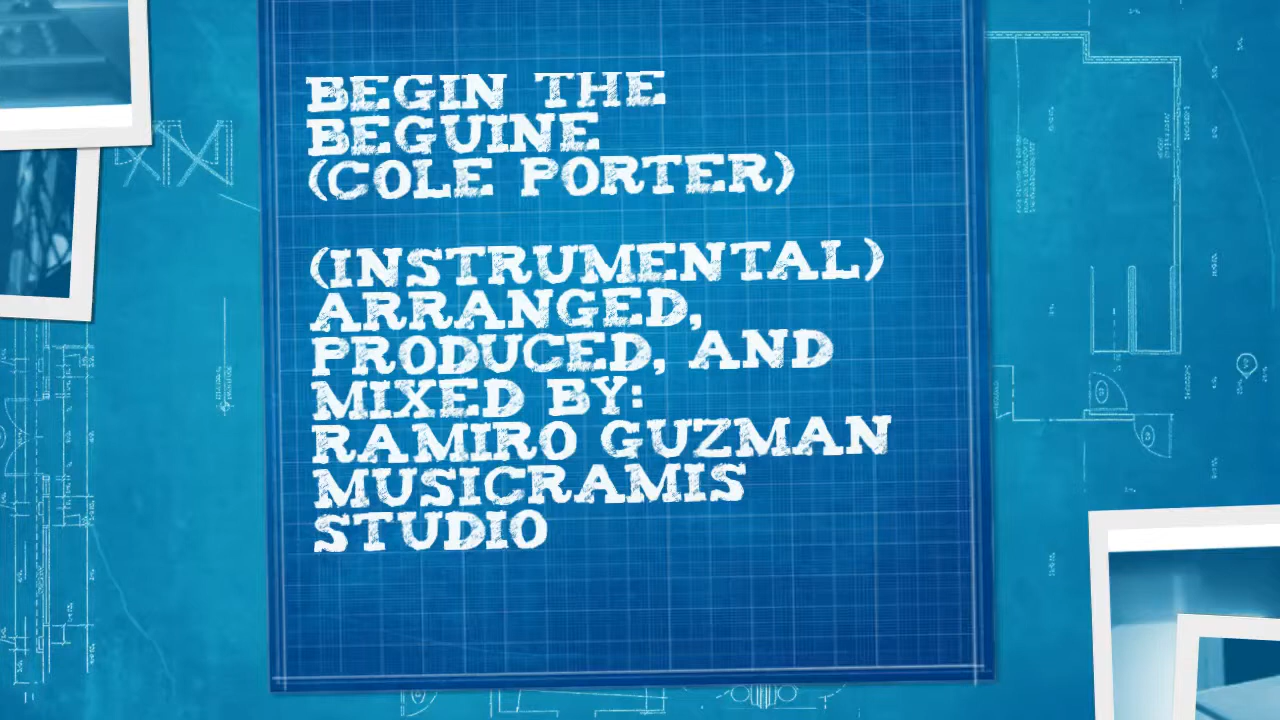 BEGIN THE
BEGUINE
(COLE PORTER)
(INSTRUMENTAL)
ARRANGED,
PRODUCED, AND
MIXED BY:
RAMIRO GUZMAN
MUSICRAMIS
STUDIO